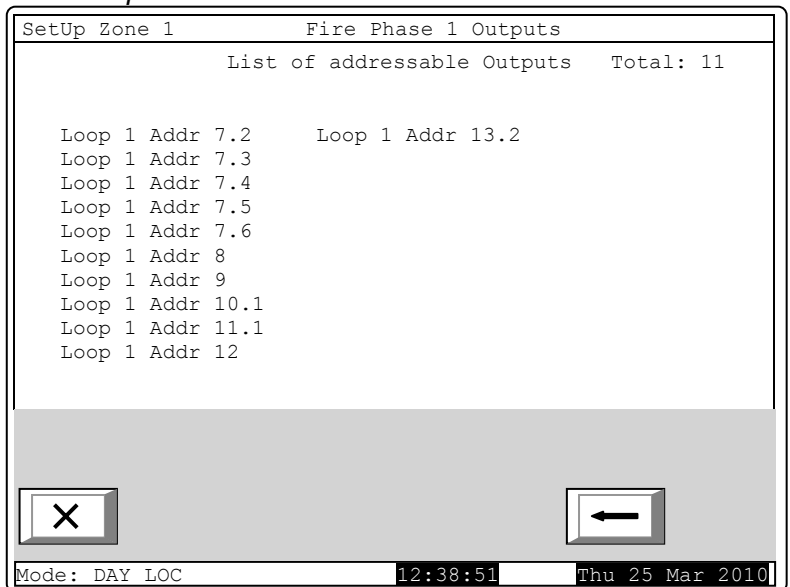 SetUp Zone 1 Fire Phase 1 Outputs
List of addressable Outputs Total: 11
Loop 1 Addr 7.2 Loop 1 Addr 13.2
Loop 1 Addr 7.3
Loop 1 Addr 7.4
Loop 1 Addr 7.5
Loop 1 Addr 7.6
Loop 1 Addr 8
Loop 1 Addr 9
Loop 1 Addr 10.1
Loop 1 Addr 11.1
Loop 1 Addr 12
Mode: DAY LOC 12:38:51 Thu 25 Mar 2010